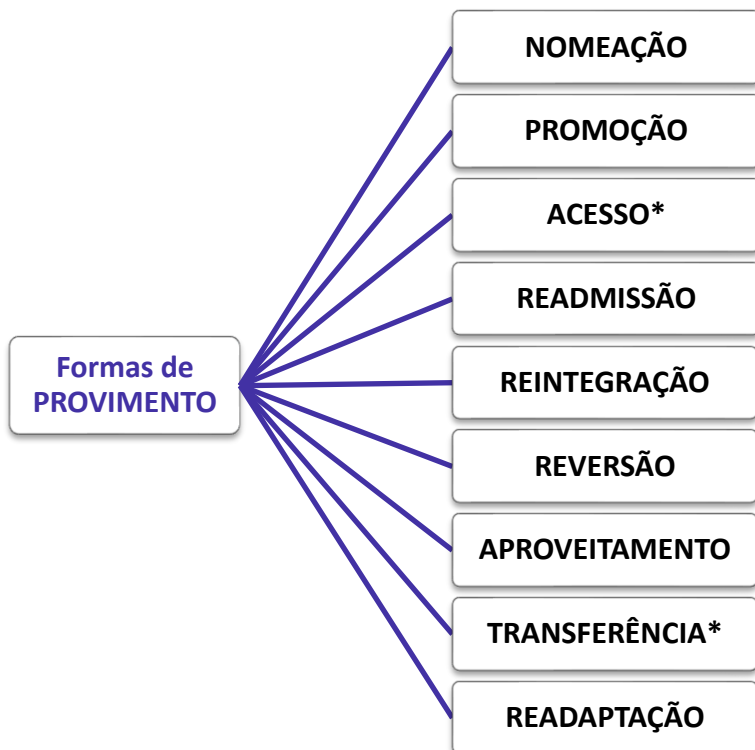 NOMEAÇÃO
PROMOÇÃO
ACESSO*
READMISSÃO
Formas de
PROVIMENTO
REINTEGRAÇÃO
REVERSÃO
APROVEITAMENTO
TRANSFERÊNCIA*
READAPTAÇÃO